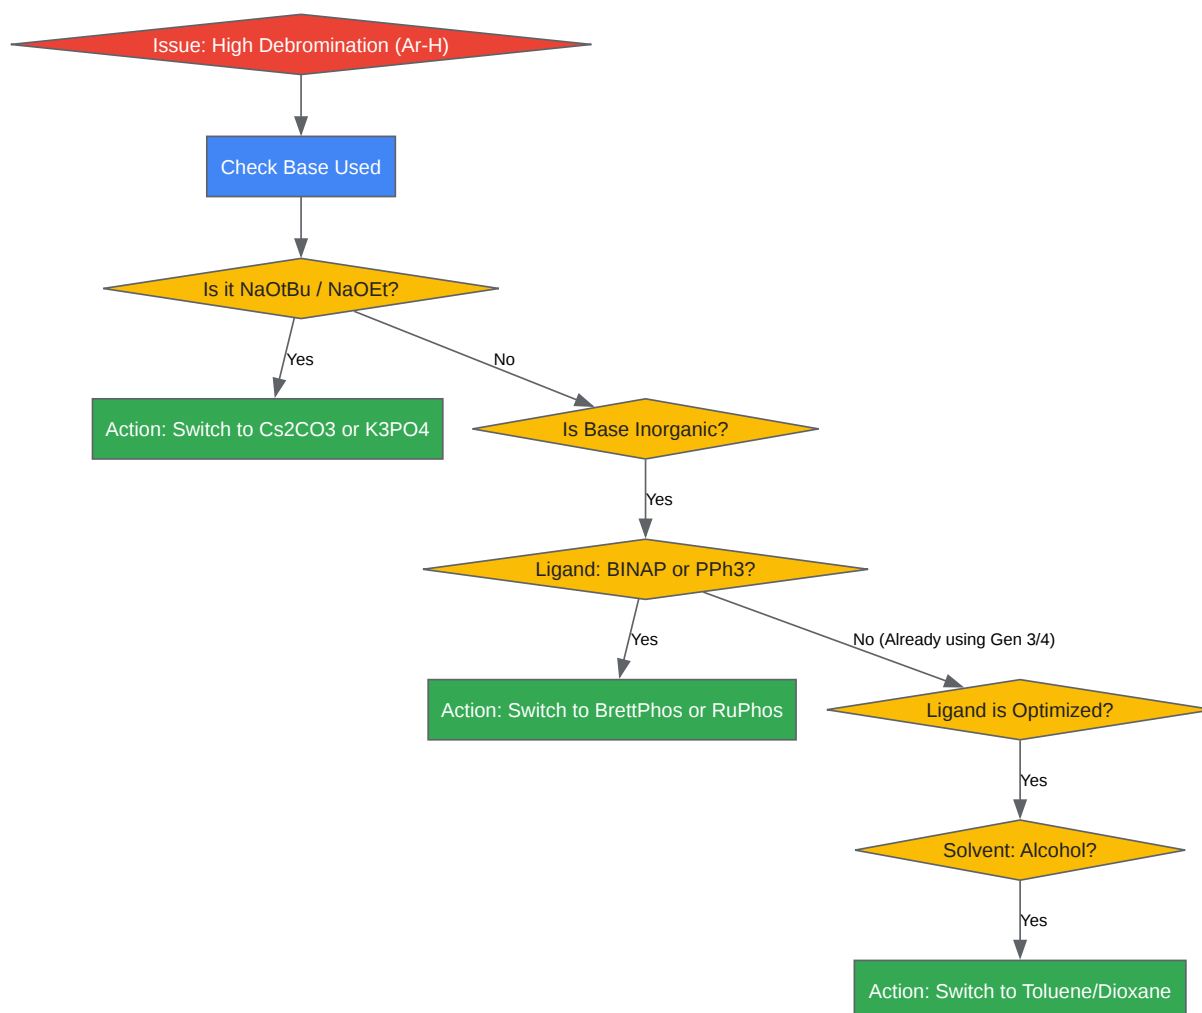 Issue: High Debromination (Ar-H)
Check Base Used
Is it NaOtBu / NaOEt?
Yes
No
Action: Switch to Cs2CO3 or K3PO4
Is Base Inorganic?
Yes
Ligand: BINAP or PPh3?
Yes
No (Already using Gen 3/4)
Action: Switch to BrettPhos or RuPhos
Ligand is Optimized?
Yes
Solvent: Alcohol?
Yes
Action: Switch to Toluene/Dioxane